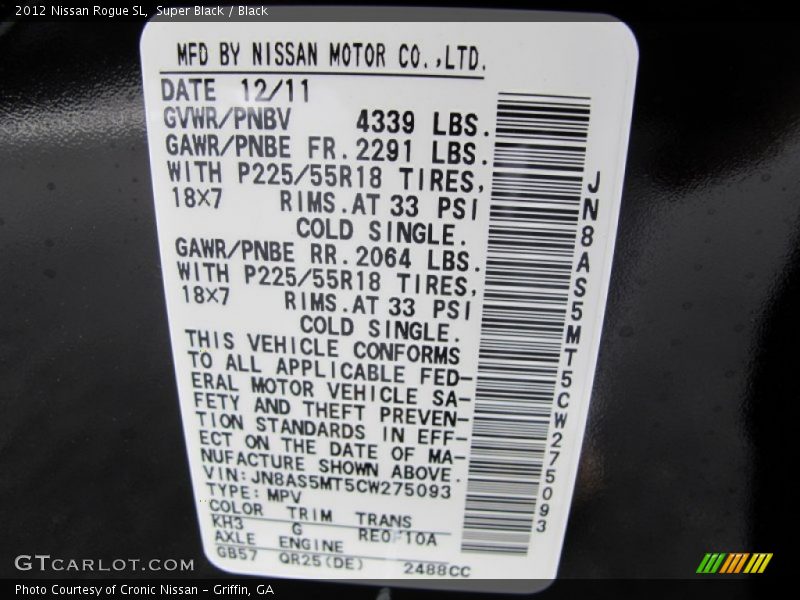 2012 Nissan Rogue SL, Super Black / Black
MFD BY NISSAN MOTOR CO.,LTD.
DATE 12/11
GVWR/PNBV 4339 LBS.
GAWR/PNBE FR. 2291 LBS.
WITH P225/55R18 TIRES,
18X7 RIMS. AT 33 PSI
COLD SINGLE.
GAWR/PNBE RR. 2064 LBS.
WITH P225/55R18 TIRES,
18X7 RIMS. AT 33 PSI
COLD SINGLE.
THIS VEHICLE CONFORMS
TO ALL APPLICABLE FED-
ERAL MOTOR VEHICLE SA-
FETY AND THEFT PREVEN-
TION STANDARDS IN EFF-
ECT ON THE DATE OF MA-
NUFACTURE SHOWN ABOVE.
VIN: JN8AS5MT5CW275093
TYPE: MPV
COLOR TRIM TRANS
KH3 G RE0F10A
AXLE ENGINE
GB57 QR25(DE) 2488CC
JN8AS5MT5CW275093
GTCARLOT.COM
Photo Courtesy of Cronic Nissan - Griffin, GA